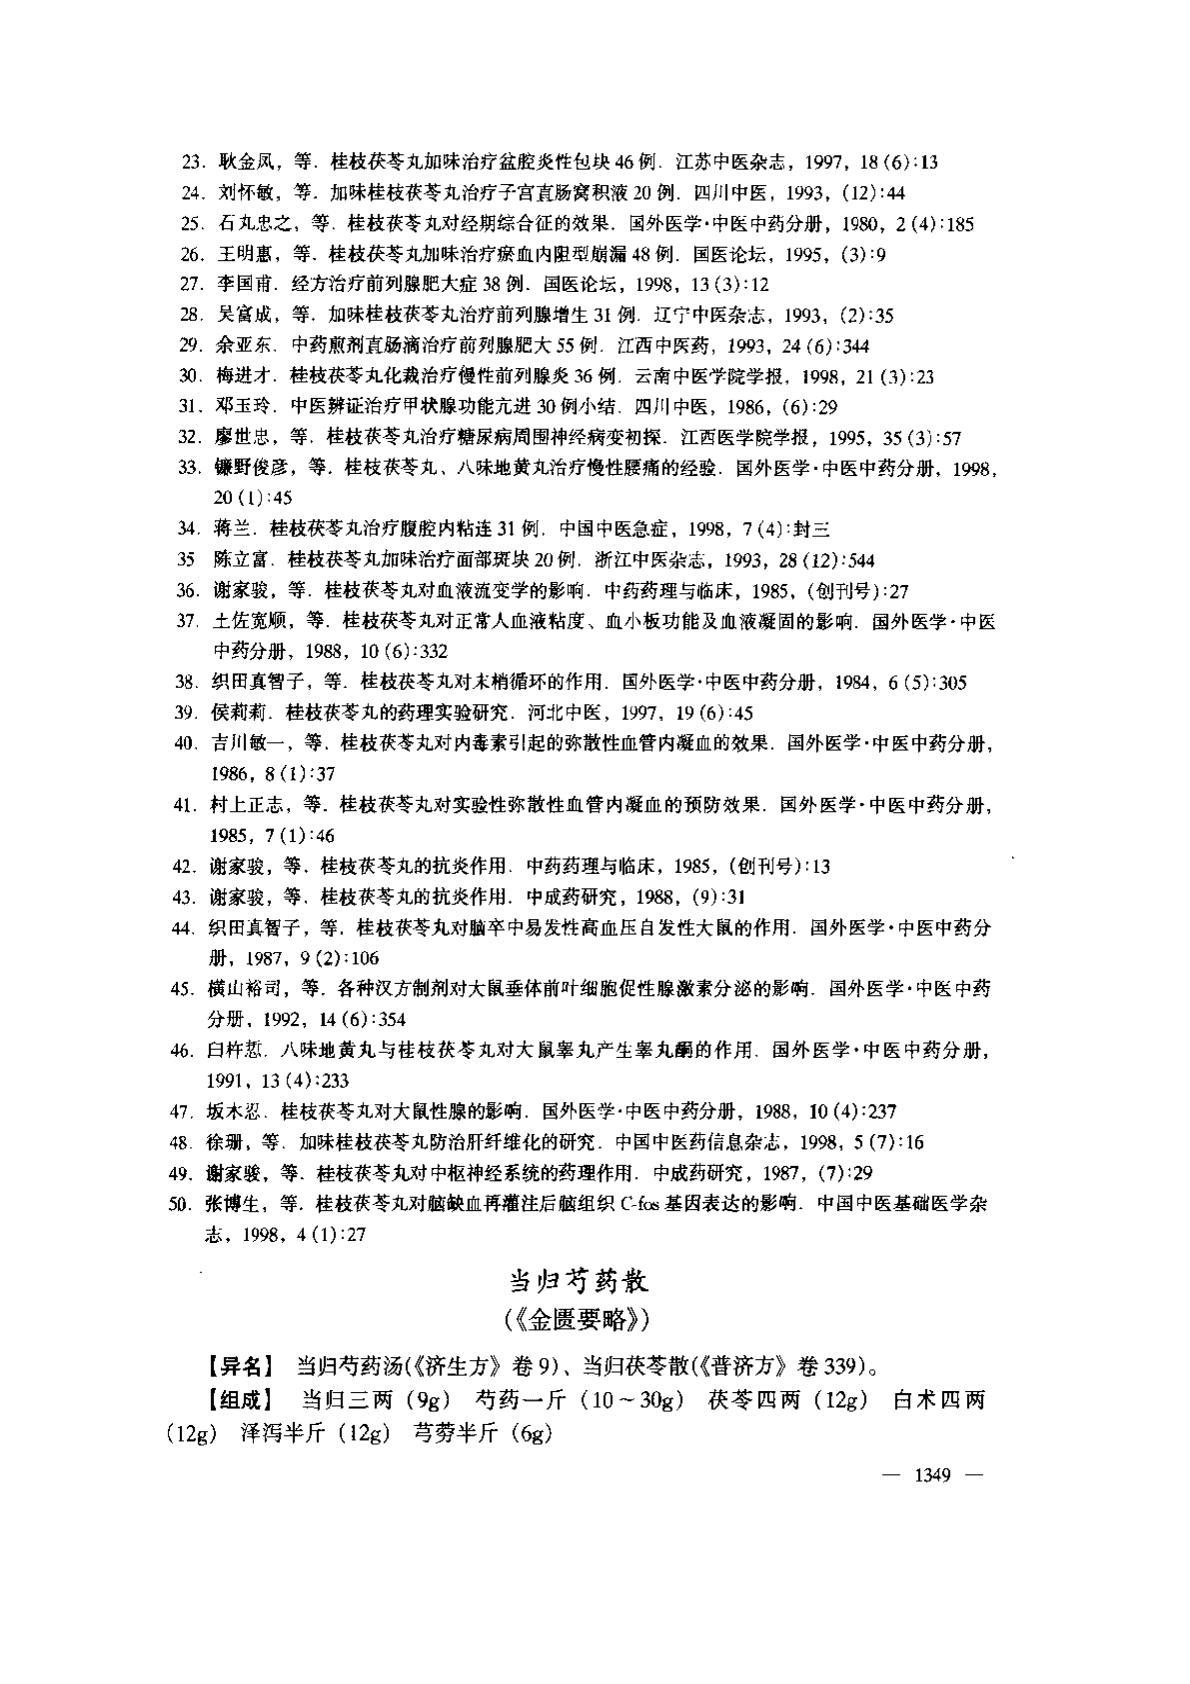 23. 耿金凤，等. 桂枝茯苓丸加味治疗盆腔炎性包块 46 例. 江苏中医杂志，1997，18 (6):13
24. 刘怀敏，等. 加味桂枝茯苓丸治疗子宫直肠窝积液 20 例. 四川中医，1993，(12):44
25. 石丸忠之，等. 桂枝茯苓丸对经期综合征的效果. 国外医学·中医中药分册，1980，2 (4):185
26. 王明惠，等. 桂枝茯苓丸加味治疗瘀血内阻型崩漏 48 例. 国医论坛，1995，(3):9
27. 李国甫. 经方治疗前列腺肥大症 38 例. 国医论坛，1998，13 (3):12
28. 吴富成，等. 加味桂枝茯苓丸治疗前列腺增生 31 例. 辽宁中医杂志，1993，(2):35
29. 余亚东. 中药煎剂直肠滴治疗前列腺肥大 55 例. 江西中医药，1993，24 (6):344
30. 梅进才. 桂枝茯苓丸化裁治疗慢性前列腺炎 36 例. 云南中医学院学报，1998，21 (3):23
31. 邓玉玲. 中医辨证治疗甲状腺功能亢进 30 例小结. 四川中医，1986，(6):29
32. 廖世忠，等. 桂枝茯苓丸治疗糖尿病周围神经病变初探. 江西医学院学报，1995，35 (3):57
33. 镰野俊彦，等. 桂枝茯苓丸、八味地黄丸治疗慢性腰痛的经验. 国外医学·中医中药分册，1998，
20 (1):45
34. 蒋兰. 桂枝茯苓丸治疗腹腔内粘连 31 例. 中国中医急症，1998，7 (4):封三
35 陈立富. 桂枝茯苓丸加味治疗面部斑块 20 例. 浙江中医杂志，1993，28 (12):544
36. 谢家骏，等. 桂枝茯苓丸对血液流变学的影响. 中药药理与临床，1985，(创刊号):27
37. 土佐宽顺，等. 桂枝茯苓丸对正常人血液粘度、血小板功能及血液凝固的影响. 国外医学·中医
中药分册，1988，10 (6):332
38. 织田真智子，等. 桂枝茯苓丸对末梢循环的作用. 国外医学·中医中药分册，1984，6 (5):305
39. 侯莉莉. 桂枝茯苓丸的药理实验研究. 河北中医，1997，19 (6):45
40. 吉川敏一，等. 桂枝茯苓丸对内毒素引起的弥散性血管内凝血的效果. 国外医学·中医中药分册，
1986，8 (1):37
41. 村上正志，等. 桂枝茯苓丸对实验性弥散性血管内凝血的预防效果. 国外医学·中医中药分册，
1985，7 (1):46
42. 谢家骏，等. 桂枝茯苓丸的抗炎作用. 中药药理与临床，1985，(创刊号):13
43. 谢家骏，等. 桂枝茯苓丸的抗炎作用. 中成药研究，1988，(9):31
44. 织田真智子，等. 桂枝茯苓丸对脑卒中易发性高血压自发性大鼠的作用. 国外医学·中医中药分
册，1987，9 (2):106
45. 横山裕司，等. 各种汉方制剂对大鼠垂体前叶细胞促性腺激素分泌的影响. 国外医学·中医中药
分册，1992，14 (6):354
46. 臼杵悊. 八味地黄丸与桂枝茯苓丸对大鼠睾丸产生睾丸酮的作用. 国外医学·中医中药分册，
1991，13 (4):233
47. 坂木忍. 桂枝茯苓丸对大鼠性腺的影响. 国外医学·中医中药分册，1988，10 (4):237
48. 徐珊，等. 加味桂枝茯苓丸防治肝纤维化的研究. 中国中医药信息杂志，1998，5 (7):16
49. 谢家骏，等. 桂枝茯苓丸对中枢神经系统的药理作用. 中成药研究，1987，(7):29
50. 张博生，等. 桂枝茯苓丸对脑缺血再灌注后脑组织 C-fos 基因表达的影响. 中国中医基础医学杂
志，1998，4 (1):27
当归芍药散
(《金匮要略》)
【异名】 当归芍药汤(《济生方》卷 9)、当归茯苓散(《普济方》卷 339)。
【组成】 当归三两（9g） 芍药一斤（10～30g） 茯苓四两（12g） 白术四两
（12g） 泽泻半斤（12g） 芎䓖半斤（6g）
— 1349 —